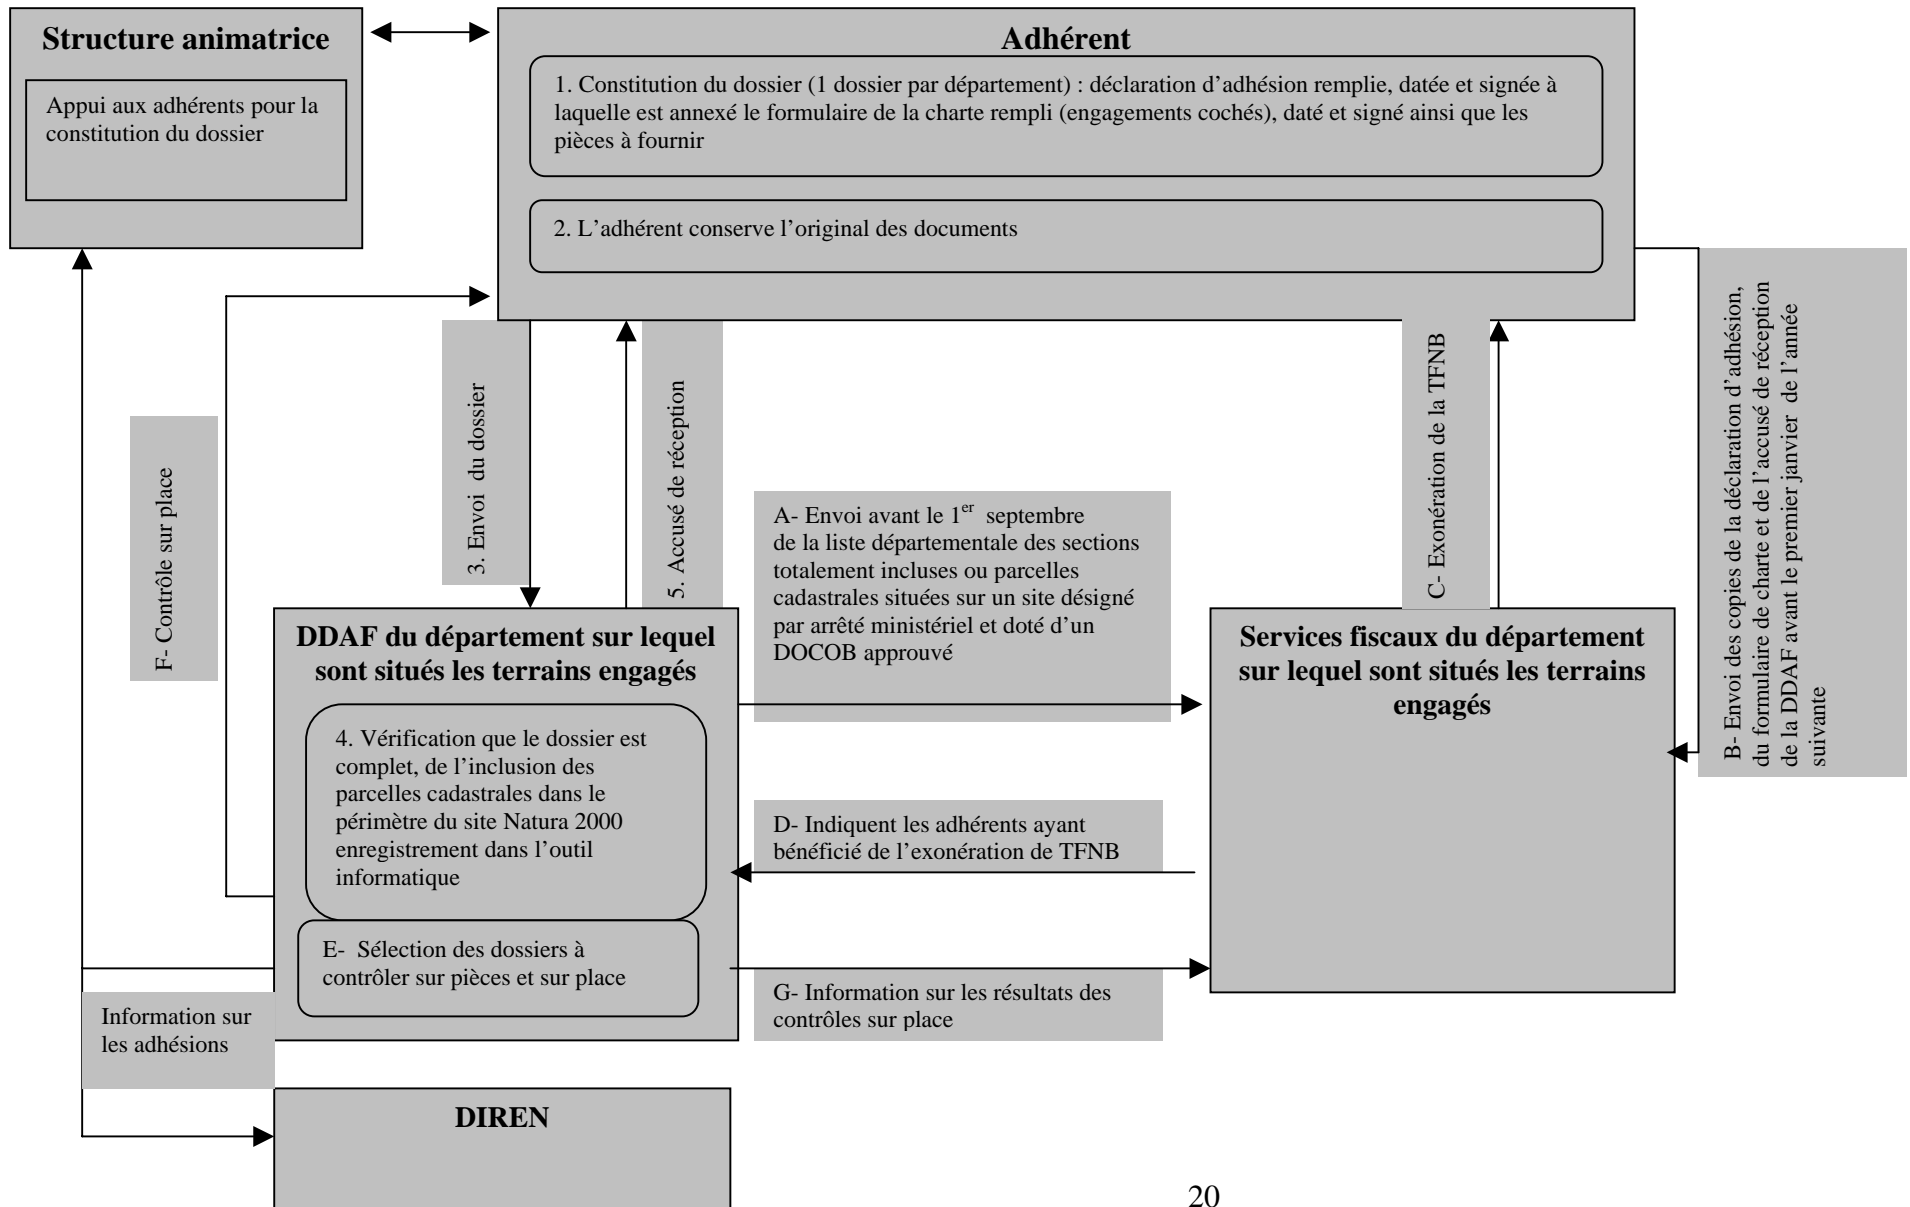 Structure animatrice
Appui aux adhérents pour la
constitution du dossier
Adhérent
1. Constitution du dossier (1 dossier par département) : déclaration d’adhésion remplie, datée et signée à
laquelle est annexé le formulaire de la charte rempli (engagements cochés), daté et signé ainsi que les
pièces à fournir
2. L’adhérent conserve l’original des documents
F- Contrôle sur place
3. Envoi du dossier
5. Accusé de réception
C- Exonération de la TFNB
B- Envoi des copies de la déclaration d’adhésion,
du formulaire de charte et de l’accusé de réception
de la DDAF avant le premier janvier de l’année
suivante
A- Envoi avant le 1er septembre
de la liste départementale des sections
totalement incluses ou parcelles
cadastrales situées sur un site désigné
par arrêté ministériel et doté d’un
DOCOB approuvé
DDAF du département sur lequel
sont situés les terrains engagés
4. Vérification que le dossier est
complet, de l’inclusion des
parcelles cadastrales dans le
périmètre du site Natura 2000
enregistrement dans l’outil
informatique
E- Sélection des dossiers à
contrôler sur pièces et sur place
Services fiscaux du département
sur lequel sont situés les terrains
engagés
D- Indiquent les adhérents ayant
bénéficié de l’exonération de TFNB
G- Information sur les résultats des
contrôles sur place
Information sur
les adhésions
DIREN
20